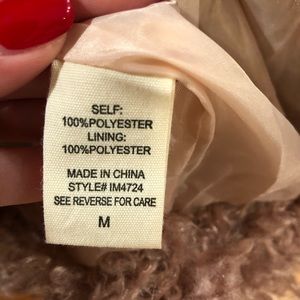 SELF:
100%POLYESTER
LINING:
100%POLYESTER
MADE IN CHINA
STYLE# IM4724
SEE REVERSE FOR CARE
M